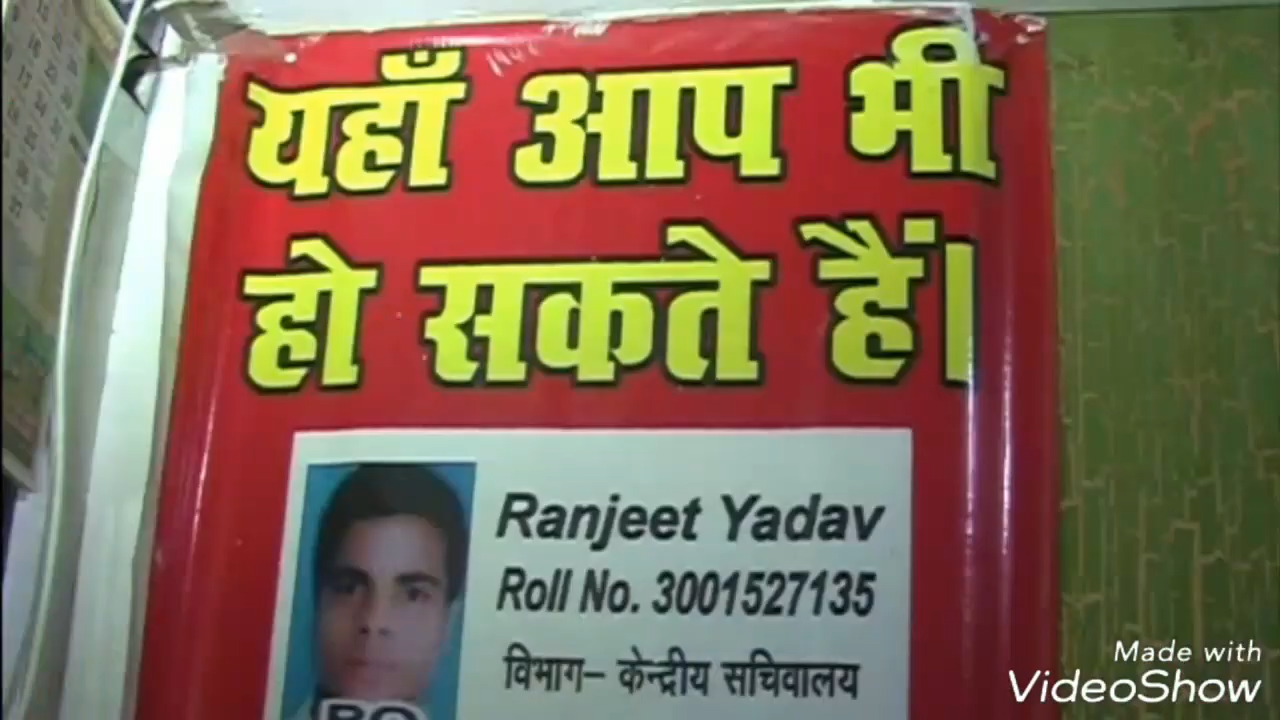 यहाँ आप भी
हो सकते हैं।
Ranjeet Yadav
Roll No. 3001527135
विभाग– केन्द्रीय सचिवालय
Made with
VideoShow